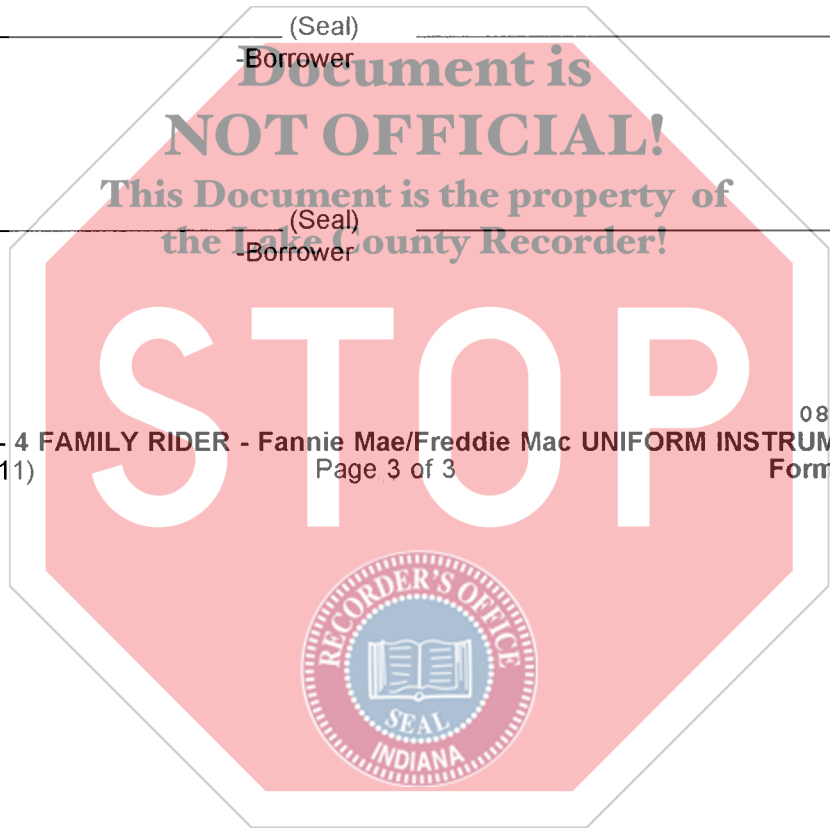 (Seal)
-Borrower
Document is
NOT OFFICIAL!
This Document is the property of
the Lake County Recorder!
(Seal)
-Borrower
STOP
08
- 4 FAMILY RIDER - Fannie Mae/Freddie Mac UNIFORM INSTRUM
11)
Page 3 of 3
Form
RECORDER'S OFFICE
SEAL
INDIANA